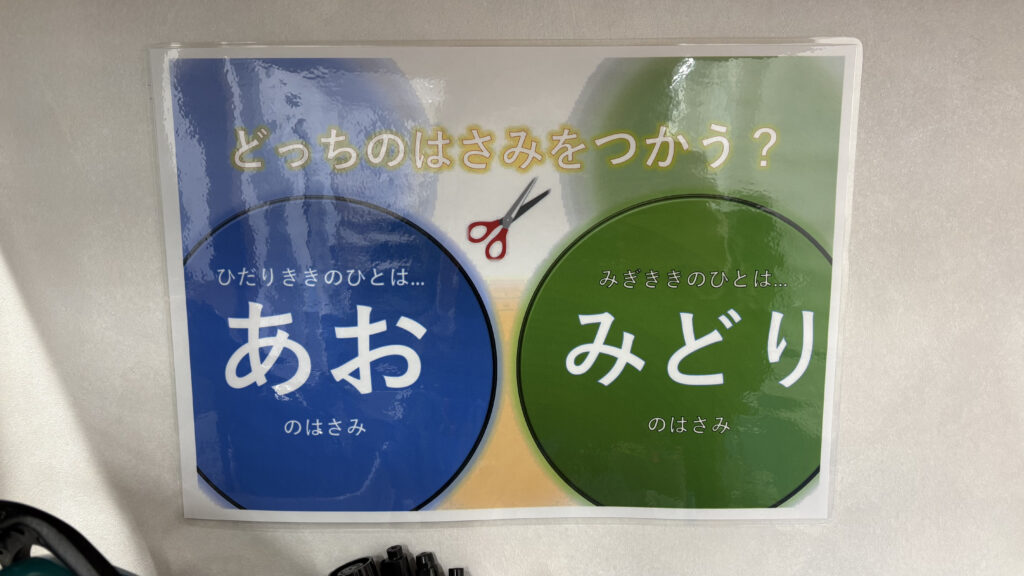 どっちのはさみをつかう？
ひだりききのひとは...
あお
のはさみ
みぎききのひとは...
みどり
のはさみ